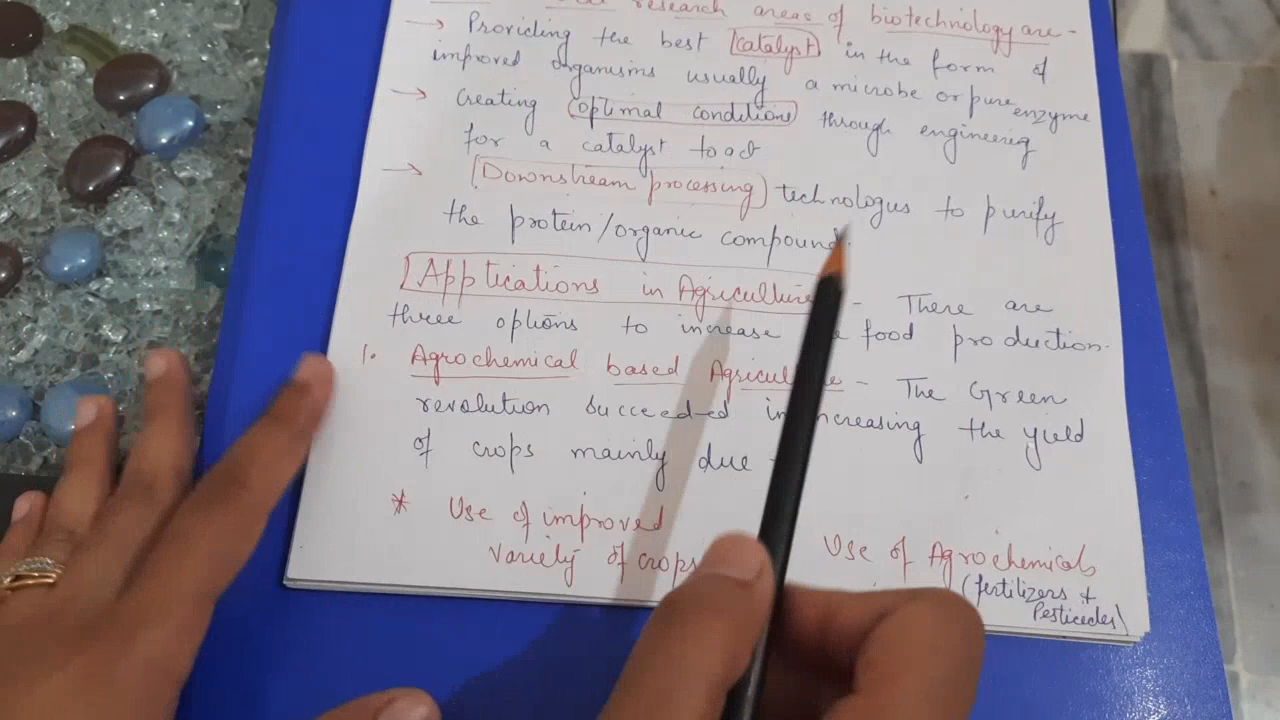 research areas of biotechnology are -
→ Providing the best catalyst in the form of
improved organisms usually a microbe or pure enzyme
→ Creating optimal conditions through engineering
for a catalyst to act
→ Downstream processing technologus to purify
the protein/organic compound.
Applications in Agriculture - There are
three options to increase food production.
1. Agrochemical based Agriculture - The Green
revolution succeeded in increasing the yield
of crops mainly due -
* Use of improved
variety of crops
Use of Agrochemicals
(fertilizers +
Pesticides)